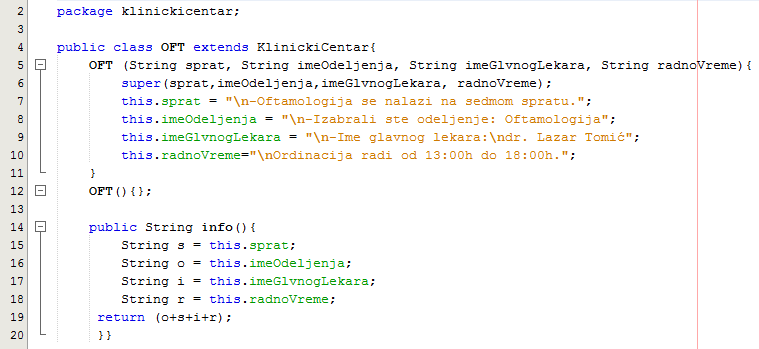 2 package klinickicentar;
3
4 public class OFT extends KlinickiCentar{
5 OFT (String sprat, String imeOdeljenja, String imeGlvnogLekara, String radnoVreme){
6 super(sprat,imeOdeljenja,imeGlvnogLekara, radnoVreme);
7 this.sprat = "\n-Oftamologija se nalazi na sedmom spratu.";
8 this.imeOdeljenja = "\n-Izabrali ste odeljenje: Oftamologija";
9 this.imeGlvnogLekara = "\n-Ime glavnog lekara:\ndr. Lazar Tomić";
10 this.radnoVreme="\nOrdinacija radi od 13:00h do 18:00h.";
11 }
12 OFT(){};
13
14 public String info(){
15 String s = this.sprat;
16 String o = this.imeOdeljenja;
17 String i = this.imeGlvnogLekara;
18 String r = this.radnoVreme;
19 return (o+s+i+r);
20 }}